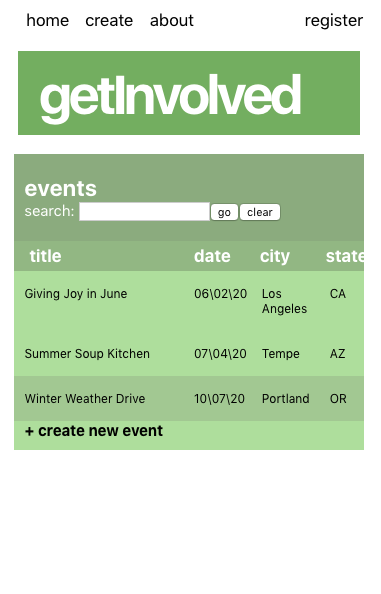 home create about register
getInvolved
events
search: go clear
title date city state
Giving Joy in June 06\02\20 Los Angeles CA
Summer Soup Kitchen 07\04\20 Tempe AZ
Winter Weather Drive 10\07\20 Portland OR
+ create new event